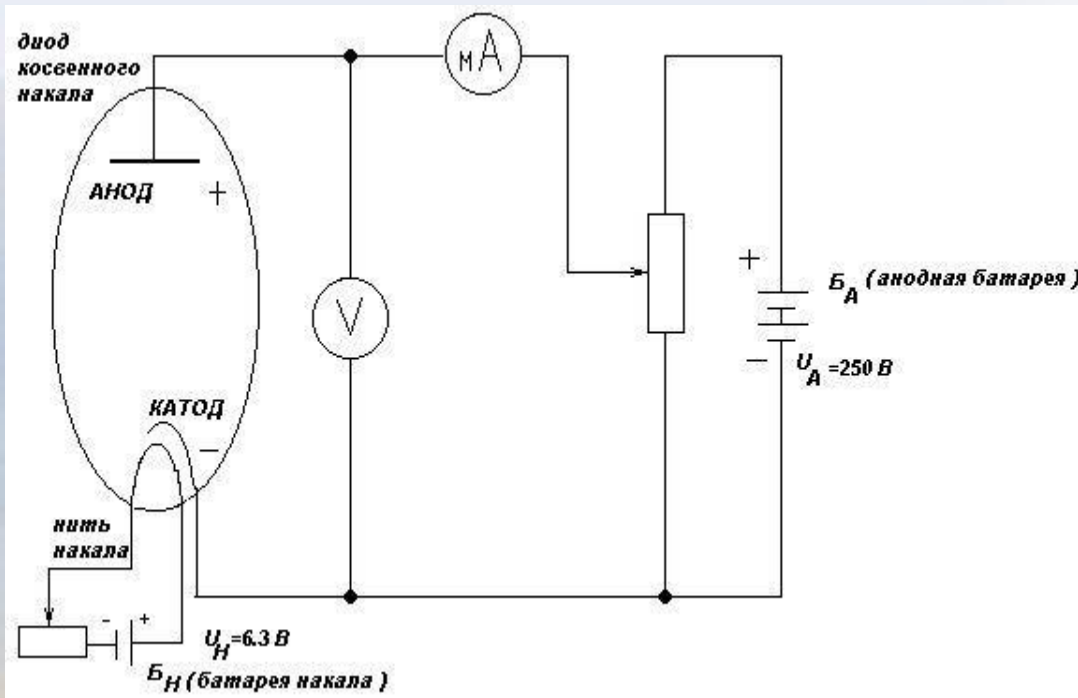 диод
косвенного
накала
мА
АНОД
+
V
+
Б А ( анодная батарея )
−
U А =250 В
КАТОД
−
нить
накала
- +
U Н =6.3 В
Б Н ( батарея накала )